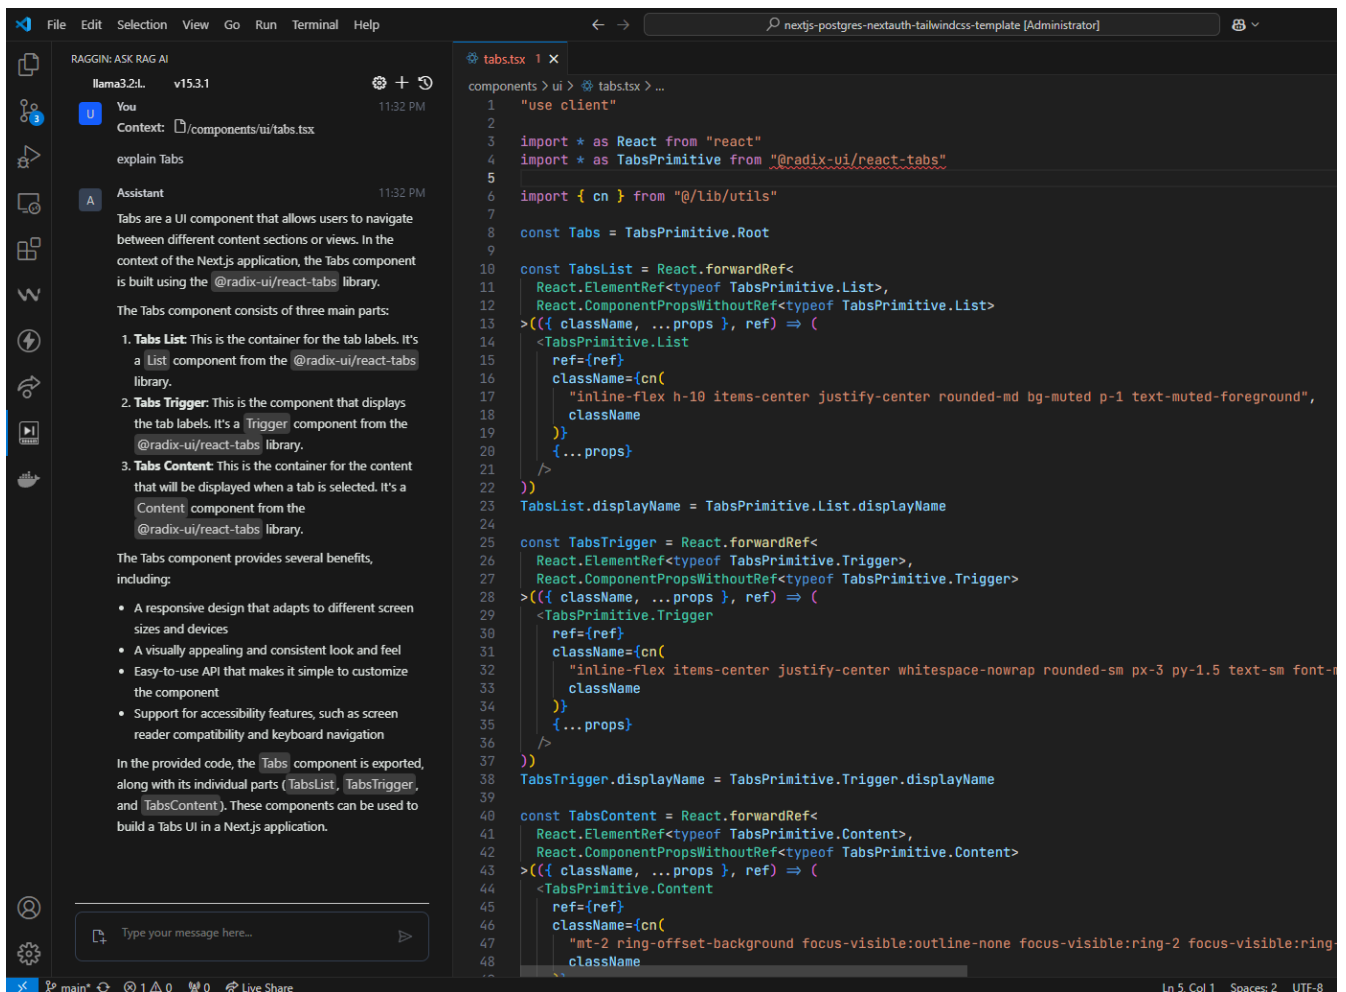 File Edit Selection View Go Run Terminal Help
nextjs-postgres-nextauth-tailwindcss-template [Administrator]
RAGGIN: ASK RAG AI
llama3.2:l.. v15.3.1
U
You
11:32 PM
Context: /components/ui/tabs.tsx
explain Tabs
A
Assistant
11:32 PM
Tabs are a UI component that allows users to navigate
between different content sections or views. In the
context of the Next.js application, the Tabs component
is built using the @radix-ui/react-tabs library.
The Tabs component consists of three main parts:
1. Tabs List: This is the container for the tab labels. It's
a List component from the @radix-ui/react-tabs
library.
2. Tabs Trigger: This is the component that displays
the tab labels. It's a Trigger component from the
@radix-ui/react-tabs library.
3. Tabs Content: This is the container for the content
that will be displayed when a tab is selected. It's a
Content component from the
@radix-ui/react-tabs library.
The Tabs component provides several benefits,
including:
• A responsive design that adapts to different screen
sizes and devices
• A visually appealing and consistent look and feel
• Easy-to-use API that makes it simple to customize
the component
• Support for accessibility features, such as screen
reader compatibility and keyboard navigation
In the provided code, the Tabs component is exported,
along with its individual parts ( TabsList , TabsTrigger ,
and TabsContent ). These components can be used to
build a Tabs UI in a Next.js application.
Type your message here...
3
tabs.tsx 1
components > ui > tabs.tsx > ...
1 "use client"
2
3 import * as React from "react"
4 import * as TabsPrimitive from "@radix-ui/react-tabs"
5
6 import { cn } from "@/lib/utils"
7
8 const Tabs = TabsPrimitive.Root
9
10 const TabsList = React.forwardRef<
11 React.ElementRef<typeof TabsPrimitive.List>,
12 React.ComponentPropsWithoutRef<typeof TabsPrimitive.List>
13 >(({ className, ...props }, ref) => (
14 <TabsPrimitive.List
15 ref={ref}
16 className={cn(
17 "inline-flex h-10 items-center justify-center rounded-md bg-muted p-1 text-muted-foreground",
18 className
19 )}
20 {...props}
21 />
22 ))
23 TabsList.displayName = TabsPrimitive.List.displayName
24
25 const TabsTrigger = React.forwardRef<
26 React.ElementRef<typeof TabsPrimitive.Trigger>,
27 React.ComponentPropsWithoutRef<typeof TabsPrimitive.Trigger>
28 >(({ className, ...props }, ref) => (
29 <TabsPrimitive.Trigger
30 ref={ref}
31 className={cn(
32 "inline-flex items-center justify-center whitespace-nowrap rounded-sm px-3 py-1.5 text-sm font-
33 className
34 )}
35 {...props}
36 />
37 ))
38 TabsTrigger.displayName = TabsPrimitive.Trigger.displayName
39
40 const TabsContent = React.forwardRef<
41 React.ElementRef<typeof TabsPrimitive.Content>,
42 React.ComponentPropsWithoutRef<typeof TabsPrimitive.Content>
43 >(({ className, ...props }, ref) => (
44 <TabsPrimitive.Content
45 ref={ref}
46 className={cn(
47 "mt-2 ring-offset-background focus-visible:outline-none focus-visible:ring-2 focus-visible:ring-
48 className
main* 1 0 0 Live Share
Ln 5, Col 1 Spaces: 2 UTF-8